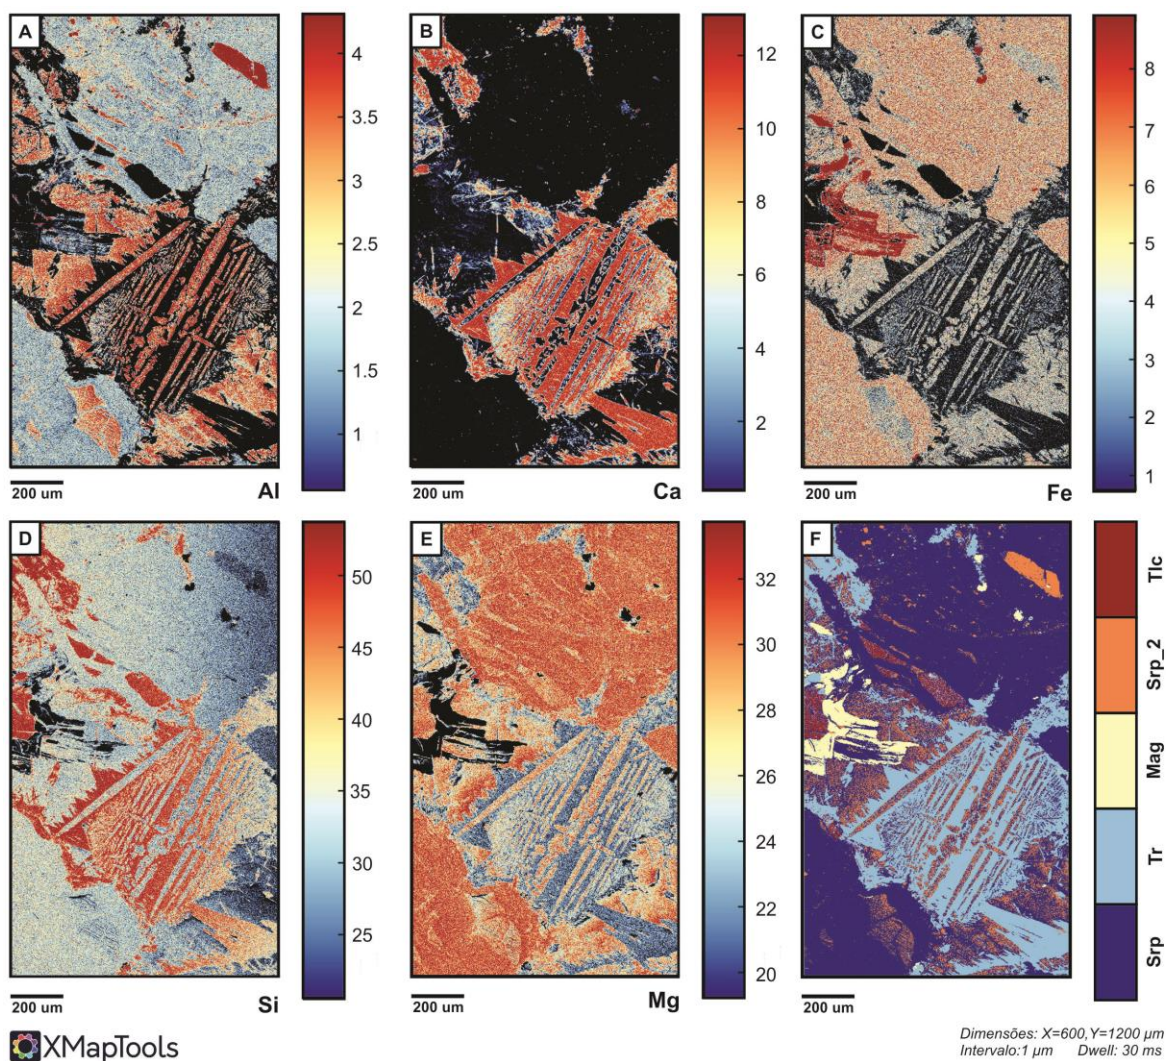 A
4
3.5
3
2.5
2
1.5
1
200 um
Al
B
12
10
8
6
4
2
200 um
Ca
C
8
7
6
5
4
3
2
1
200 um
Fe
D
50
45
40
35
30
25
200 um
Si
E
32
30
28
26
24
22
20
200 um
Mg
F
Tlc
Srp_2
Mag
Tr
Srp
200 um
XMapTools
Dimensões: X=600,Y=1200 µm
Intervalo:1 µm Dwell: 30 ms